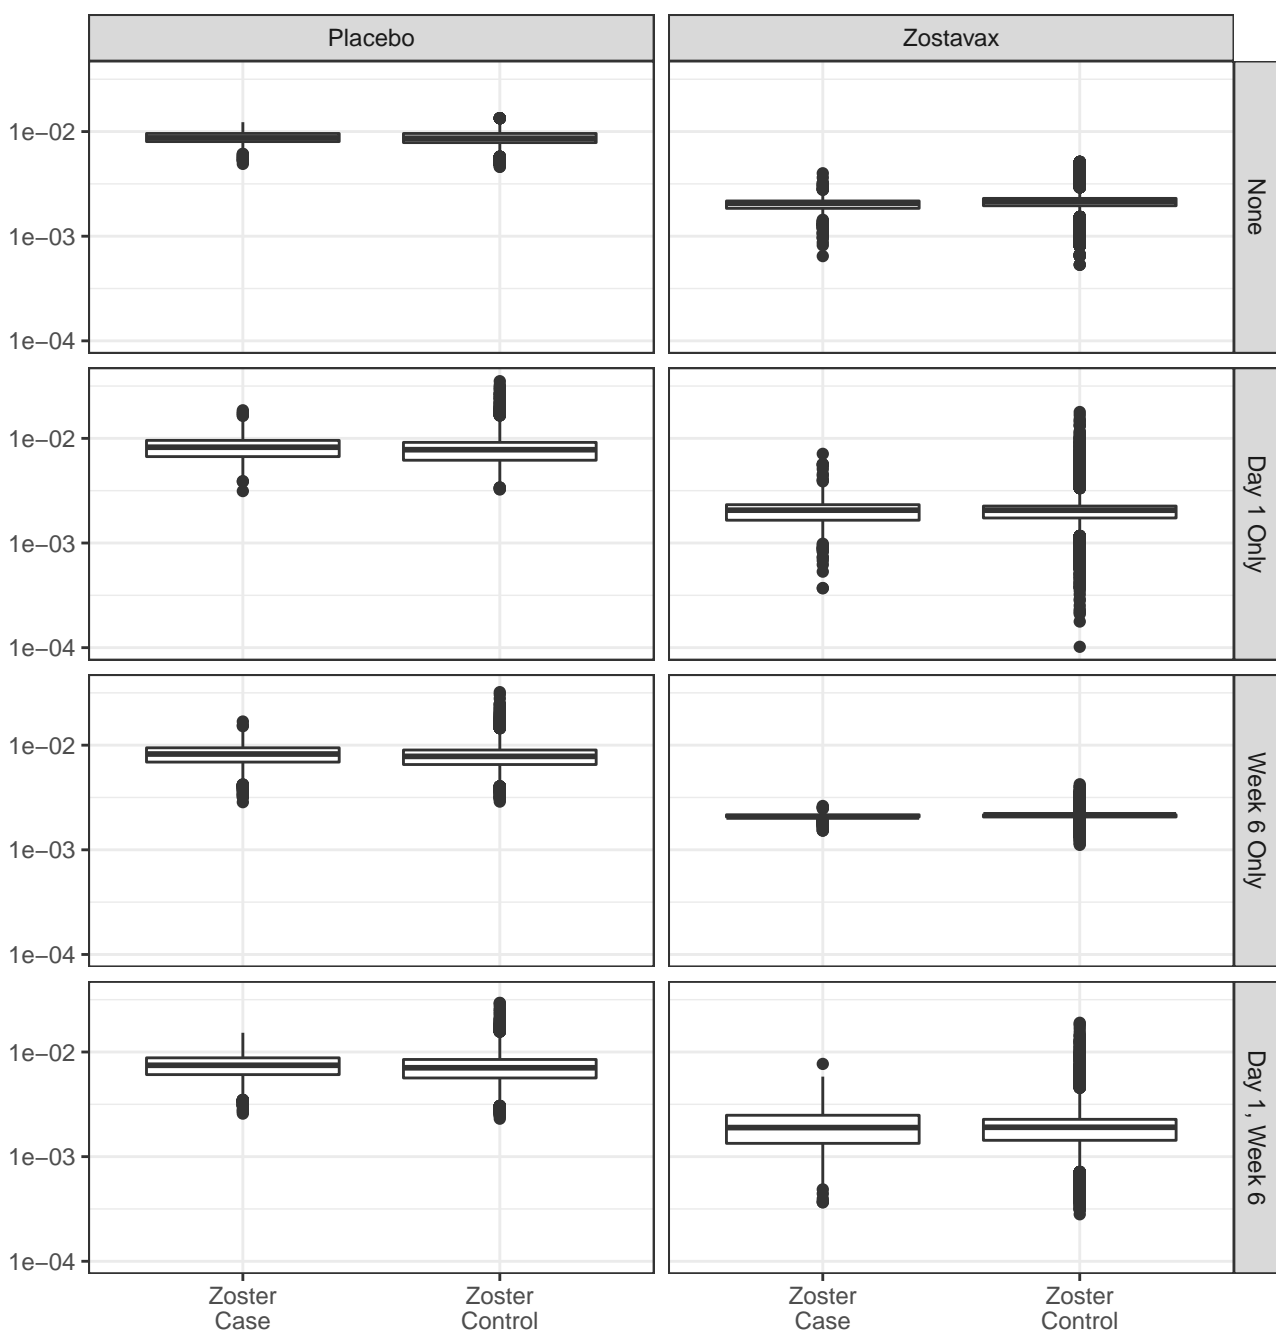 Placebo
Zostavax
1e−02
1e−03
1e−04
None
1e−02
1e−03
1e−04
Day 1 Only
1e−02
1e−03
1e−04
Week 6 Only
1e−02
1e−03
1e−04
Day 1, Week 6
Zoster
Case
Zoster
Control
Zoster
Case
Zoster
Control